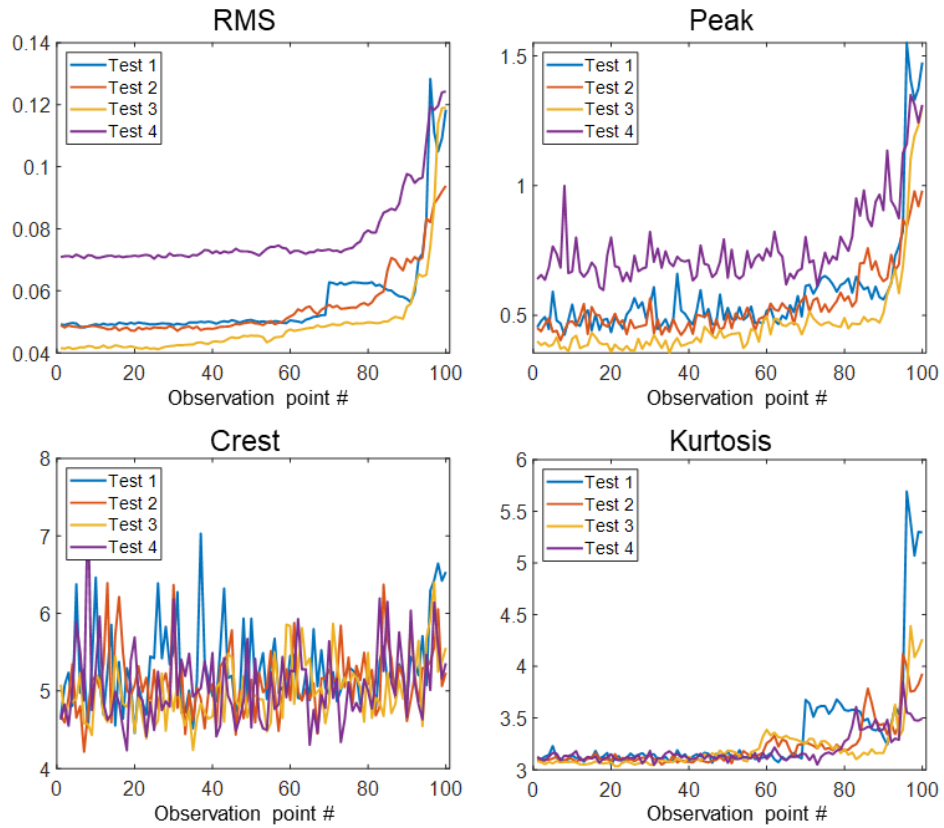 RMS
0.14
0.12
0.1
0.08
0.06
0.04
Test 1
Test 2
Test 3
Test 4
0 20 40 60 80 100
Observation point #
Peak
1.5
1
0.5
Test 1
Test 2
Test 3
Test 4
0 20 40 60 80 100
Observation point #
Crest
8
7
6
5
4
Test 1
Test 2
Test 3
Test 4
0 20 40 60 80 100
Observation point #
Kurtosis
6
5.5
5
4.5
4
3.5
3
Test 1
Test 2
Test 3
Test 4
0 20 40 60 80 100
Observation point #